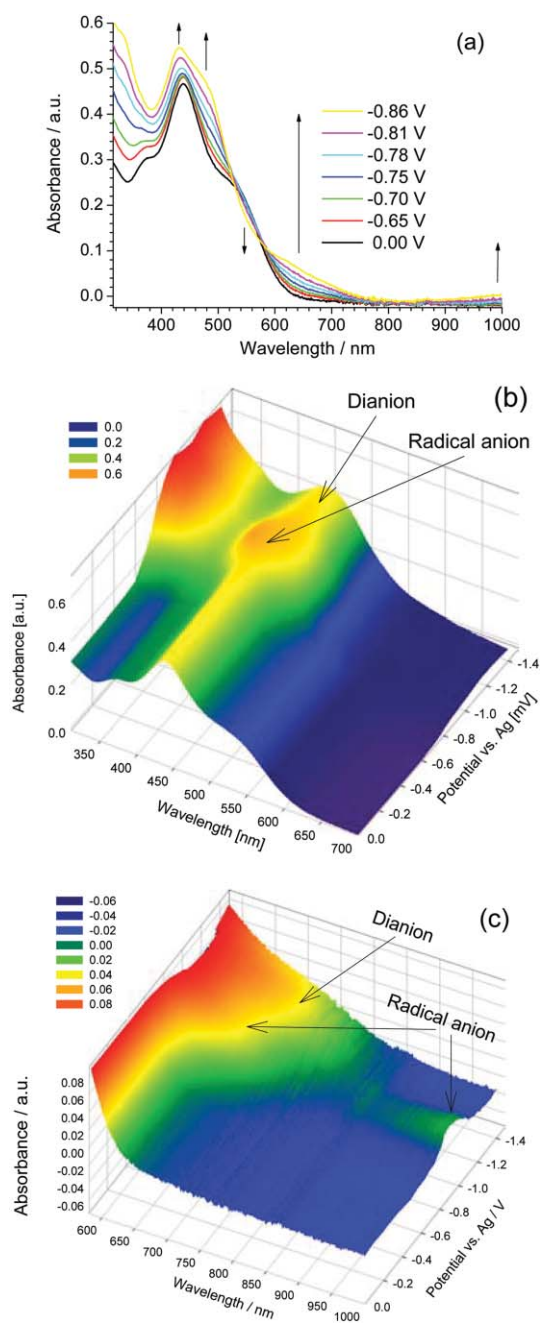 (a)
0.6
0.5
0.4
0.3
0.2
0.1
0.0
Absorbance / a.u.
-0.86 V
-0.81 V
-0.78 V
-0.75 V
-0.70 V
-0.65 V
0.00 V
400 500 600 700 800 900 1000
Wavelength / nm
(b)
Dianion
Radical anion
0.0
0.2
0.4
0.6
0.6
0.4
0.2
0.0
Absorbance [a.u.]
350 400 450 500 550 600 650 700
Wavelength [nm]
0.0 -0.2 -0.4 -0.6 -0.8 -1.0 -1.2 -1.4
Potential vs. Ag [mV]
(c)
Dianion
Radical anion
-0.06
-0.04
-0.02
0.00
0.02
0.04
0.06
0.08
0.08
0.06
0.04
0.02
0.00
-0.02
-0.04
-0.06
Absorbance / a.u.
600 650 700 750 800 850 900 950 1000
Wavelength / nm
0.0 -0.2 -0.4 -0.6 -0.8 -1.0 -1.2 -1.4
Potential vs. Ag / V